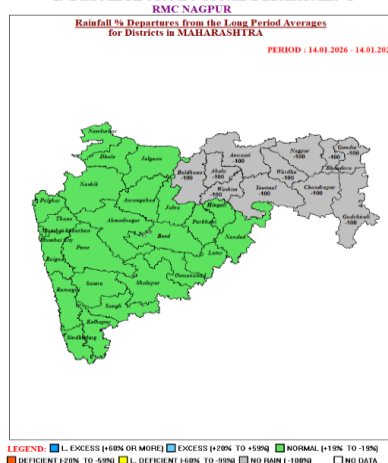 RMC NAGPUR
Rainfall % Departures from the Long Period Averages
for Districts in MAHARASHTRA
PERIOD : 14.01.2026 - 14.01.202
Nandurbar
Dhule
Jalgaon
Nashik
Aurangabad
Jalna
Hingoli
Parbhani
Nanded
Palghar
Thane
Mumbai City
Ahmednagar
Beed
Latur
Pune
Raigad
Osmanabad
Solapur
Satara
Sangli
Ratnagiri
Kolhapur
Sindhudurg
Buldhana
-100
Akola
-100
Washim
-100
Amravati
-100
Yavatmal
-100
Wardha
-100
Nagpur
-100
Bhandara
-100
Gondia
-100
Chandrapur
-100
Gadchiroli
-100
LEGEND: L. EXCESS (+60% OR MORE) EXCESS (+20% TO +59%) NORMAL (+19% TO -19%)
DEFICIENT (-20% TO -59%) L. DEFICIENT (-60% TO -99%) NO RAIN (-100%) NO DATA